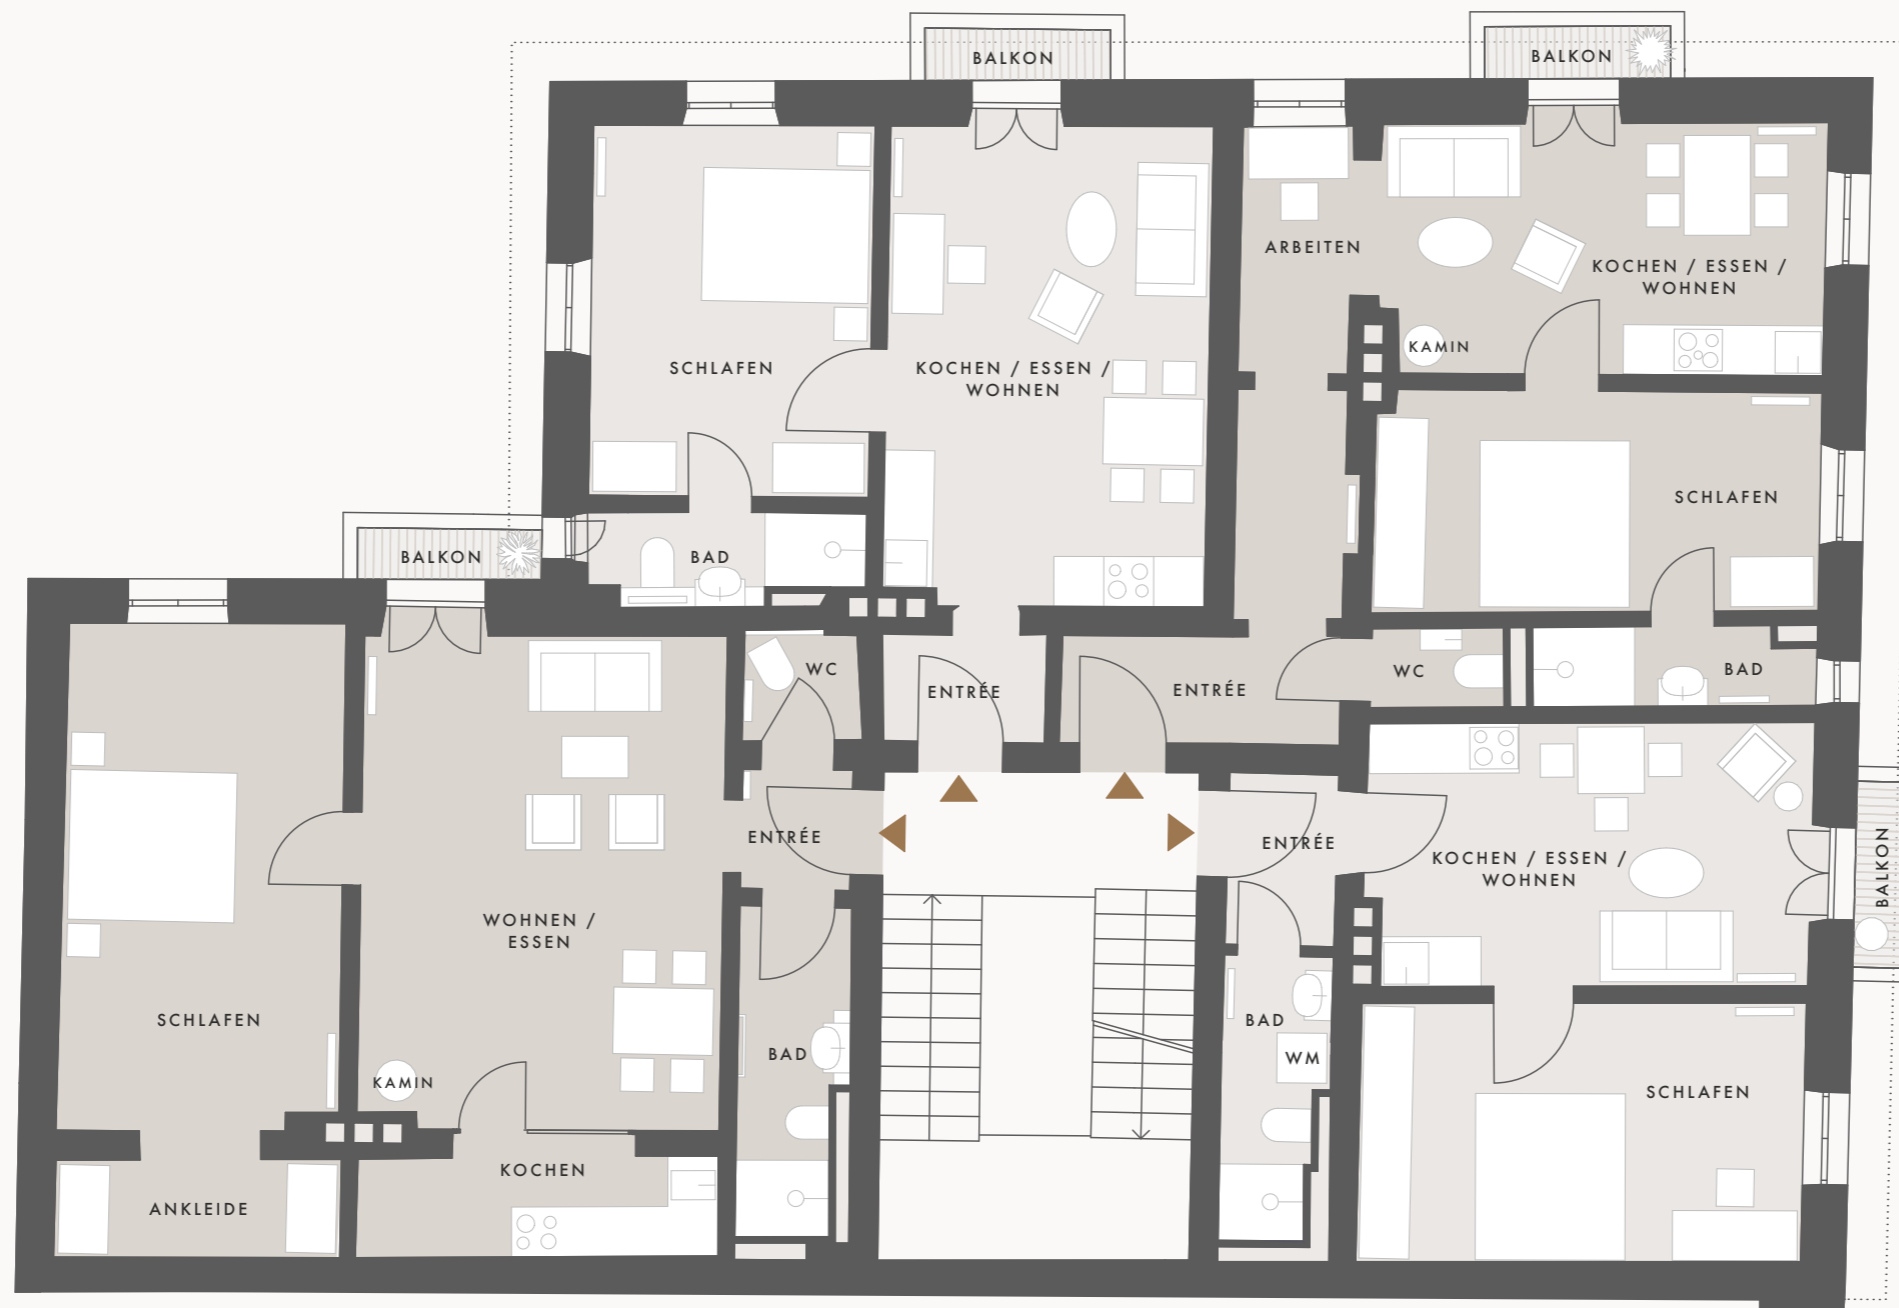 BALKON
BALKON
ARBEITEN
KOCHEN / ESSEN /
WOHNEN
KAMIN
SCHLAFEN
KOCHEN / ESSEN /
WOHNEN
SCHLAFEN
BALKON
BAD
WC
ENTRÉE
ENTRÉE
WC
BAD
ENTRÉE
ENTRÉE
KOCHEN / ESSEN /
WOHNEN
BALKON
WOHNEN /
ESSEN
SCHLAFEN
BAD
BAD
WM
KAMIN
SCHLAFEN
KOCHEN
ANKLEIDE